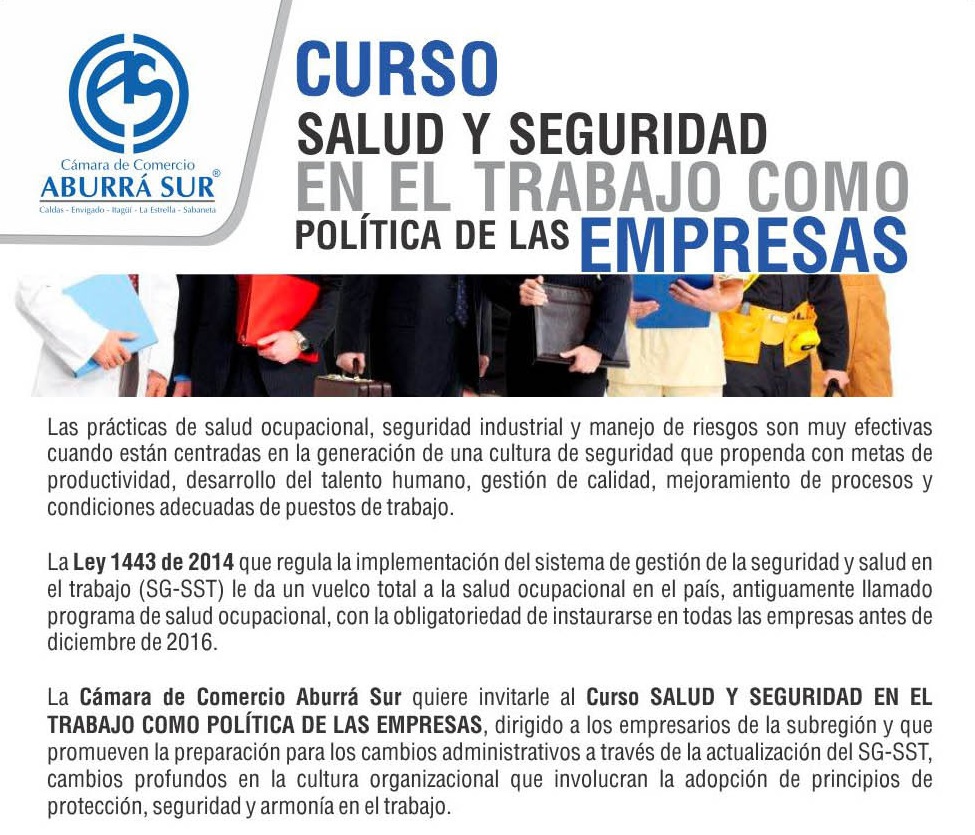 AS
Cámara de Comercio
ABURRÁ SUR®
Caldas - Envigado - Itagüí - La Estrella - Sabaneta
CURSO
SALUD Y SEGURIDAD
EN EL TRABAJO COMO
POLÍTICA DE LAS EMPRESAS
Las prácticas de salud ocupacional, seguridad industrial y manejo de riesgos son muy efectivas
cuando están centradas en la generación de una cultura de seguridad que propenda con metas de
productividad, desarrollo del talento humano, gestión de calidad, mejoramiento de procesos y
condiciones adecuadas de puestos de trabajo.
La Ley 1443 de 2014 que regula la implementación del sistema de gestión de la seguridad y salud en
el trabajo (SG-SST) le da un vuelco total a la salud ocupacional en el país, antiguamente llamado
programa de salud ocupacional, con la obligatoriedad de instaurarse en todas las empresas antes de
diciembre de 2016.
La Cámara de Comercio Aburrá Sur quiere invitarle al Curso SALUD Y SEGURIDAD EN EL
TRABAJO COMO POLÍTICA DE LAS EMPRESAS, dirigido a los empresarios de la subregión y que
promueven la preparación para los cambios administrativos a través de la actualización del SG-SST,
cambios profundos en la cultura organizacional que involucran la adopción de principios de
protección, seguridad y armonía en el trabajo.